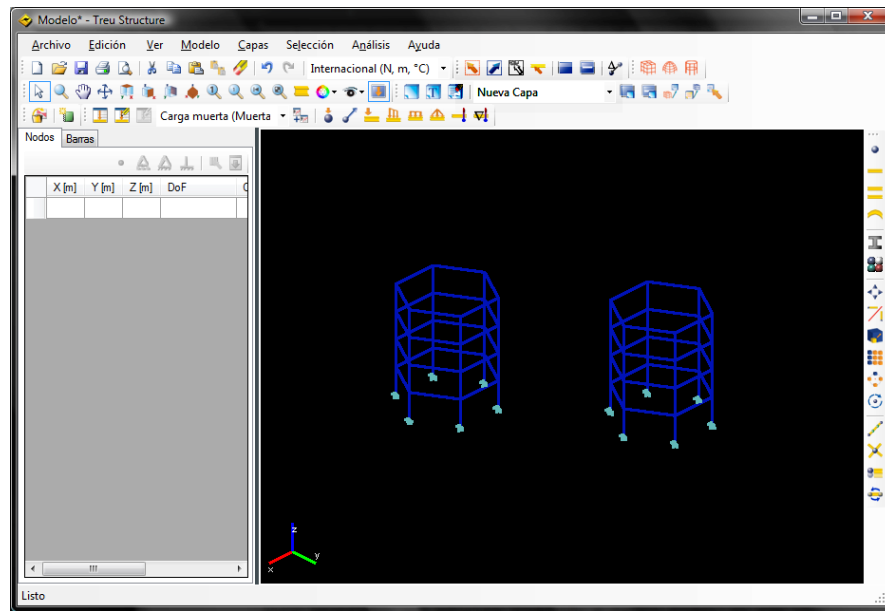 Modelo* - Treu Structure
Archivo Edición Ver Modelo Capas Selección Análisis Ayuda
Internacional (N, m, °C)
Nueva Capa
Carga muerta (Muerta
Nodos Barras
X [m] Y [m] Z [m] DoF
z
x y
Listo